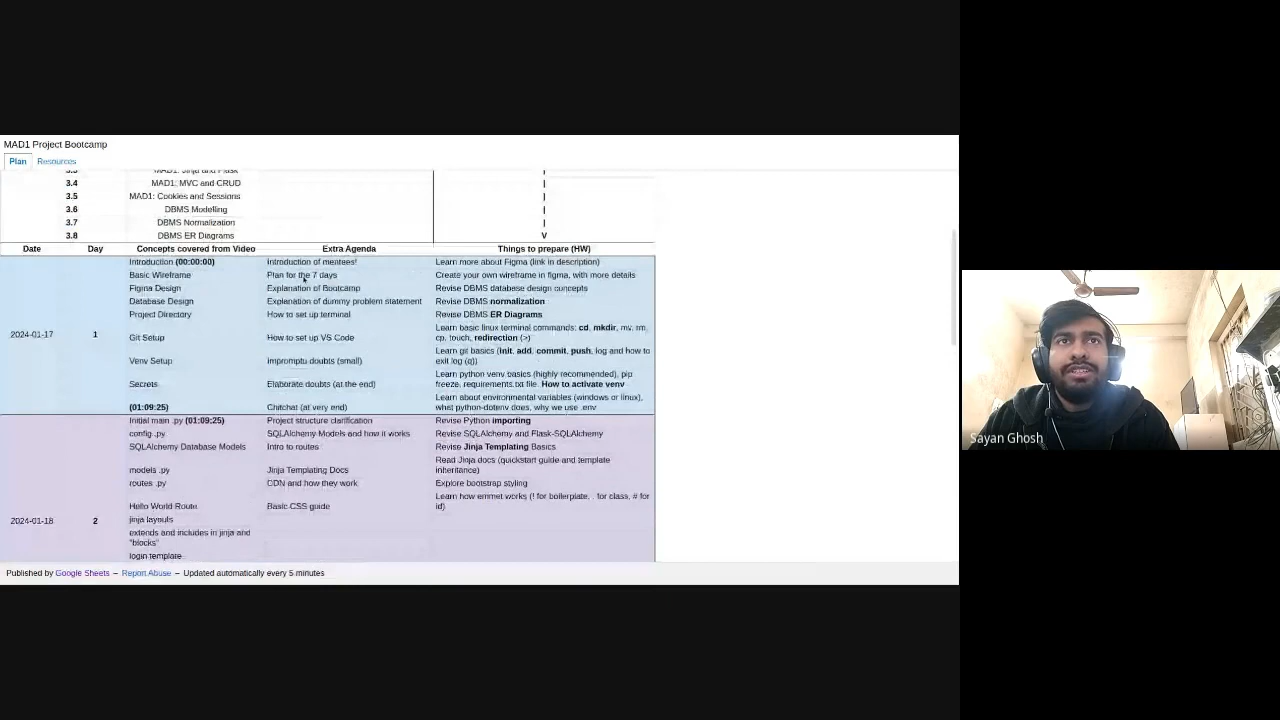 MAD1 Project Bootcamp
Plan Resources
3.3 MAD1: Jinja and Flask
3.4 MAD1: MVC and CRUD |
3.5 MAD1: Cookies and Sessions |
3.6 DBMS Modelling |
3.7 DBMS Normalization |
3.8 DBMS ER Diagrams V
Date Day Concepts covered from Video Extra Agenda Things to prepare (HW)
Introduction (00:00:00) Introduction of mentees! Learn more about Figma (link in description)
Basic Wireframe Plan for the 7 days Create your own wireframe in figma, with more details
Figma Design Explanation of Bootcamp Revise DBMS database design concepts
Database Design Explanation of dummy problem statement Revise DBMS normalization
Project Directory How to set up terminal Revise DBMS ER Diagrams
Git Setup How to set up VS Code Learn basic linux terminal commands: cd, mkdir, mv, rm,
cp, touch, redirection (>)
2024-01-17 1
Venv Setup Impromptu doubts (small) Learn git basics (init, add, commit, push, log and how to
exit log (q))
Secrets Elaborate doubts (at the end) Learn python venv basics (highly recommended), pip
freeze, requirements.txt file. How to activate venv
(01:09:25) Chitchat (at very end) Learn about environmental variables (windows or linux),
what python-dotenv does, why we use .env
Initial main .py (01:09:25) Project structure clarification Revise Python importing
config .py SQLAlchemy Models and how it works Revise SQLAlchemy and Flask-SQLAlchemy
SQLAlchemy Database Models Intro to routes Revise Jinja Templating Basics
models .py Jinja Templating Docs Read Jinja docs (quickstart guide and template
inheritance)
routes .py CDN and how they work Explore bootstrap styling
Hello World Route Basic CSS guide Learn how emmet works (! for boilerplate, . for class, # for
id)
jinja layouts
2024-01-18 2
extends and includes in jinja and
"blocks"
login template
Published by Google Sheets – Report Abuse – Updated automatically every 5 minutes
Sayan Ghosh